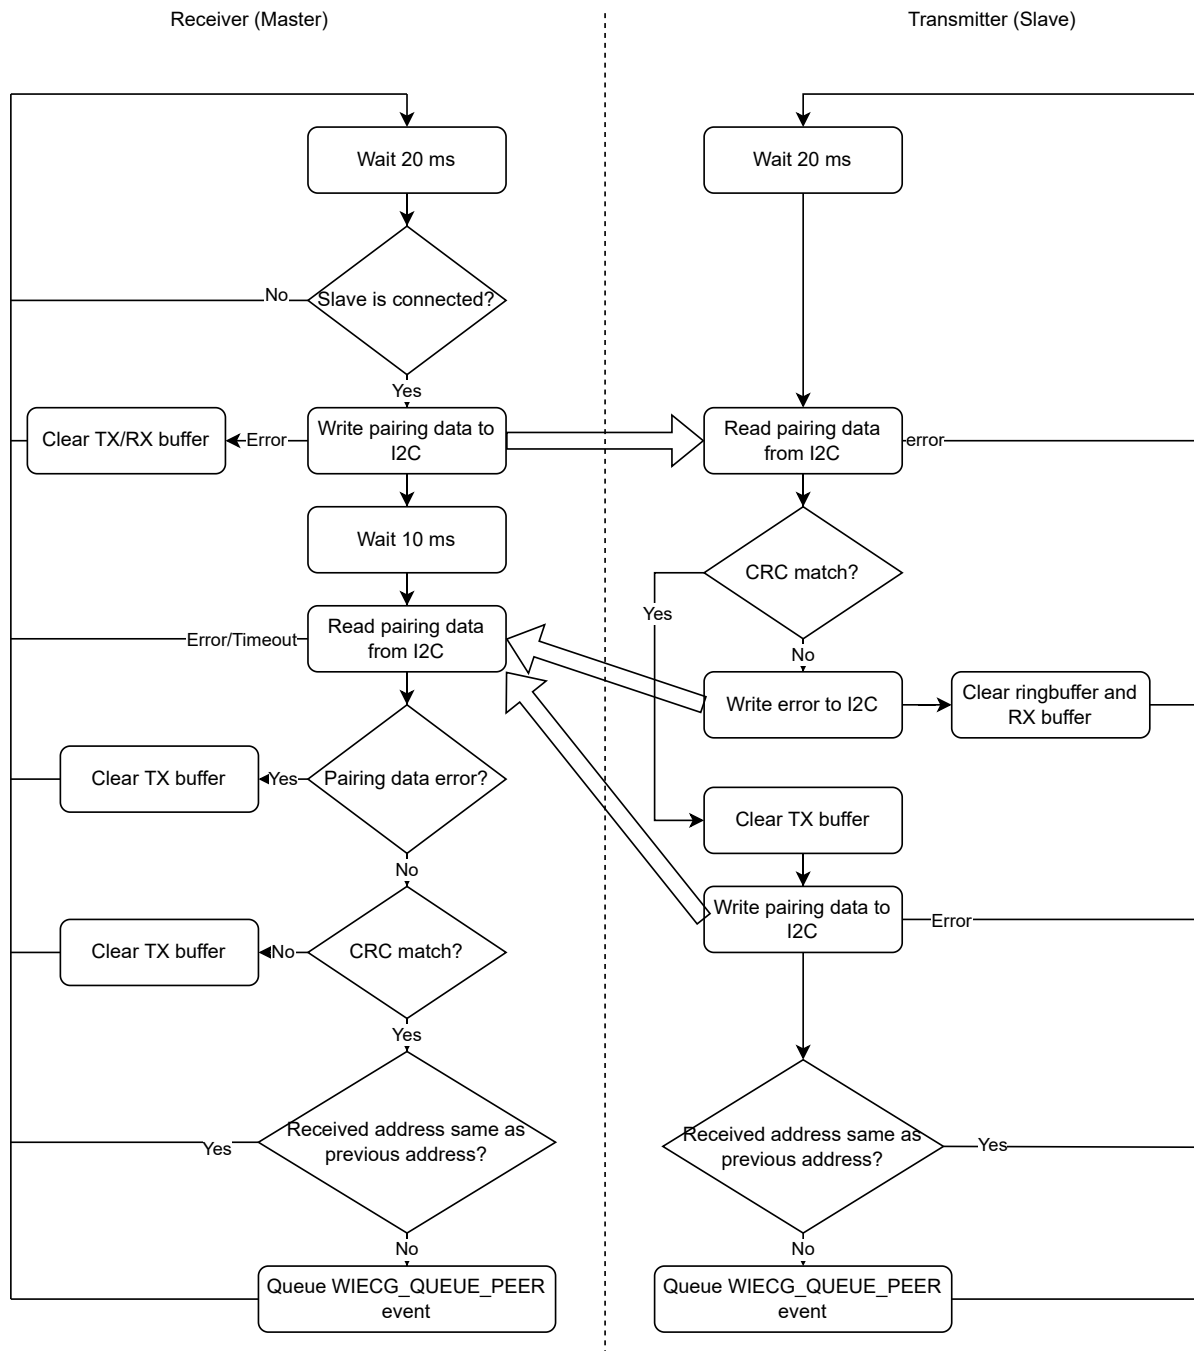 Receiver (Master)
Transmitter (Slave)
Wait 20 ms
Wait 20 ms
Slave is connected?
No
Yes
Clear TX/RX buffer
Error
Write pairing data to
I2C
Read pairing data
from I2C
error
Wait 10 ms
CRC match?
Yes
No
Error/Timeout
Read pairing data
from I2C
Write error to I2C
Clear ringbuffer and
RX buffer
Clear TX buffer
Yes
Pairing data error?
No
Clear TX buffer
Write pairing data to
I2C
Error
Clear TX buffer
No
CRC match?
Yes
Received address same as
previous address?
Yes
No
Received address same as
previous address?
Yes
No
Queue WIECG_QUEUE_PEER
event
Queue WIECG_QUEUE_PEER
event